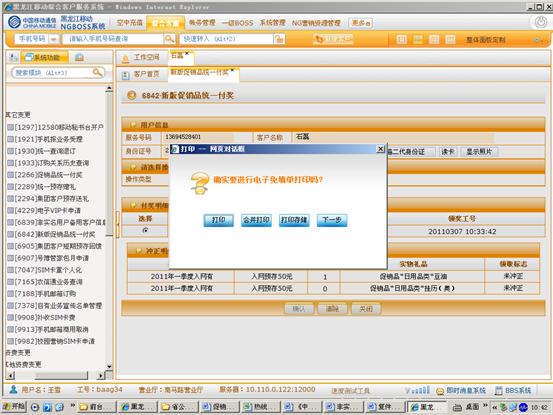 黑龙江移动综合客户服务系统 - Windows Internet Explorer
中国移动通信
CHINA MOBILE
黑龙江移动
NGBOSS系统
空中充值
综合客服
帐务管理
一级BOSS
系统管理
NG营销资源管理
更多
手机号码
请输入手机号码查询
快速转入 (Alt+2)
整体面板定制
系统功能
搜索模块 (Alt+3)
其它变更
[1297]12580移动秘书台开户
[1921]手机报业务受理
[1930]统一查询退订
[1933]订购关系历史查询
[2266]促销品统一付奖
[2289]统一预存赠礼
[2294]集团客户预存送礼
[4229]电子VIP卡申请
[6839]非实名用户备用客户信息
[6842]新版促销品统一付奖
[6905]集团客户短期预存回馈
[6907]号簿管家包月申请
[7047]SIM卡置个人化
[7165]农信通业务查询
[7188]手机邮箱订购
[7378]自有业务宣传名单管理
[9908]补收SIM卡费
[9913]手机邮箱商用取消
[9982]校园营销SIM卡申请
资费变更
其他资费变更
工作空间
石磊
客户首页
新版促销品统一付奖
6842·新版促销品统一付奖
用户信息
服务号码
13694528401
客户名称
石磊
身份证号
2
二代身份证
读卡
显示照片
操作类型
付奖明细
选择
领奖工号
20110307 10:33:42
打印 -- 网页对话框
确实要进行电子免填单打印吗？
打印
合并打印
打印存储
下一步
冲正明
实物礼品
领取标志
2011年一季度入网有
入网预存50元
1
促销品“日用品类”豆油
未冲正
2011年一季度入网有
入网预存50元
0
促销品“日用品类”挂历（奥）
未冲正
确认
清除
关闭
用户名：王雪
工号：baag34
营业厅：南马路营业厅
服务器：10.110.0.122:12000
速度测试工具
即时消息系统
BBS系统
开始
前台...
黑龙...
省公...
促销...
热线...
《中...
非实...
复件...
黑龙...
桌面
10:42